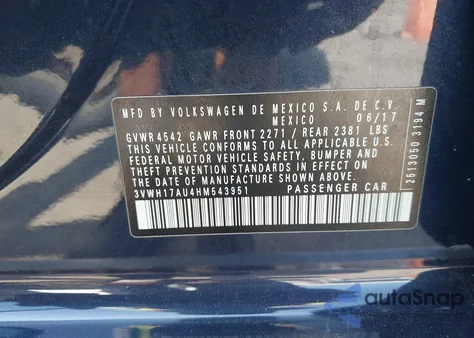 MFD BY VOLKSWAGEN DE MEXICO S.A. DE C.V.
MEXICO 06/17
GVWR 4542 GAWR FRONT 2271 / REAR 2381 LBS
THIS VEHICLE CONFORMS TO ALL APPLICABLE U.S.
FEDERAL MOTOR VEHICLE SAFETY, BUMPER AND
THEFT PREVENTION STANDARDS IN EFFECT ON THE
DATE OF MANUFACTURE SHOWN ABOVE.
3VWH17AU4HM543951 PASSENGER CAR
2513050 3194 M
autoSnap